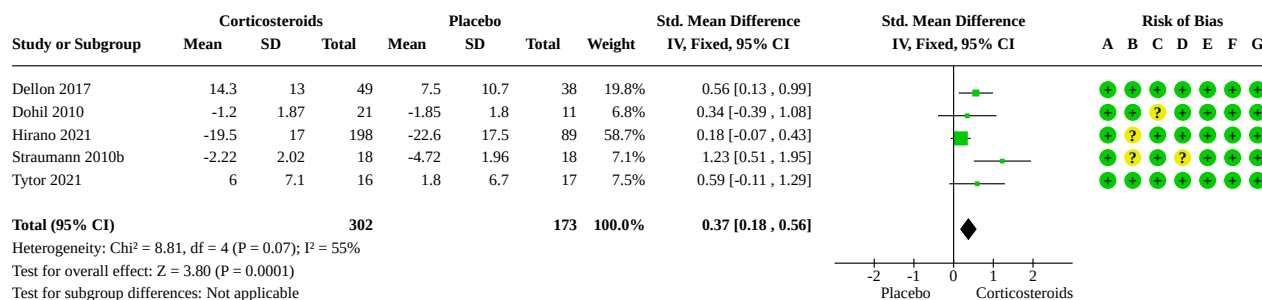 Corticosteroids Placebo Std. Mean Difference Std. Mean Difference Risk of Bias
Study or Subgroup Mean SD Total Mean SD Total Weight IV, Fixed, 95% CI IV, Fixed, 95% CI A B C D E F G
Dellon 2017 14.3 13 49 7.5 10.7 38 19.8% 0.56 [0.13 , 0.99] + + + + + + +
Dohil 2010 -1.2 1.87 21 -1.85 1.8 11 6.8% 0.34 [-0.39 , 1.08] + + ? + + + +
Hirano 2021 -19.5 17 198 -22.6 17.5 89 58.7% 0.18 [-0.07 , 0.43] + ? + + + + +
Straumann 2010b -2.22 2.02 18 -4.72 1.96 18 7.1% 1.23 [0.51 , 1.95] + ? + ? + + +
Tytor 2021 6 7.1 16 1.8 6.7 17 7.5% 0.59 [-0.11 , 1.29] + + + + + + +
Total (95% CI) 302 173 100.0% 0.37 [0.18 , 0.56]
Heterogeneity: Chi² = 8.81, df = 4 (P = 0.07); I² = 55%
Test for overall effect: Z = 3.80 (P = 0.0001)
Test for subgroup differences: Not applicable
-2 -1 0 1 2
Placebo Corticosteroids